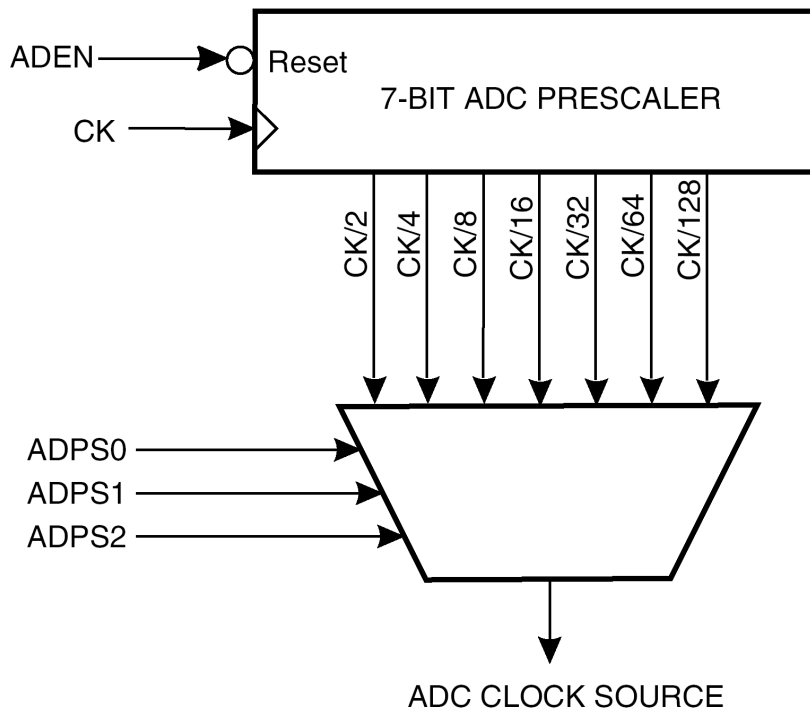 ADEN
Reset
7-BIT ADC PRESCALER
CK
CK/2
CK/4
CK/8
CK/16
CK/32
CK/64
CK/128
ADPS0
ADPS1
ADPS2
ADC CLOCK SOURCE